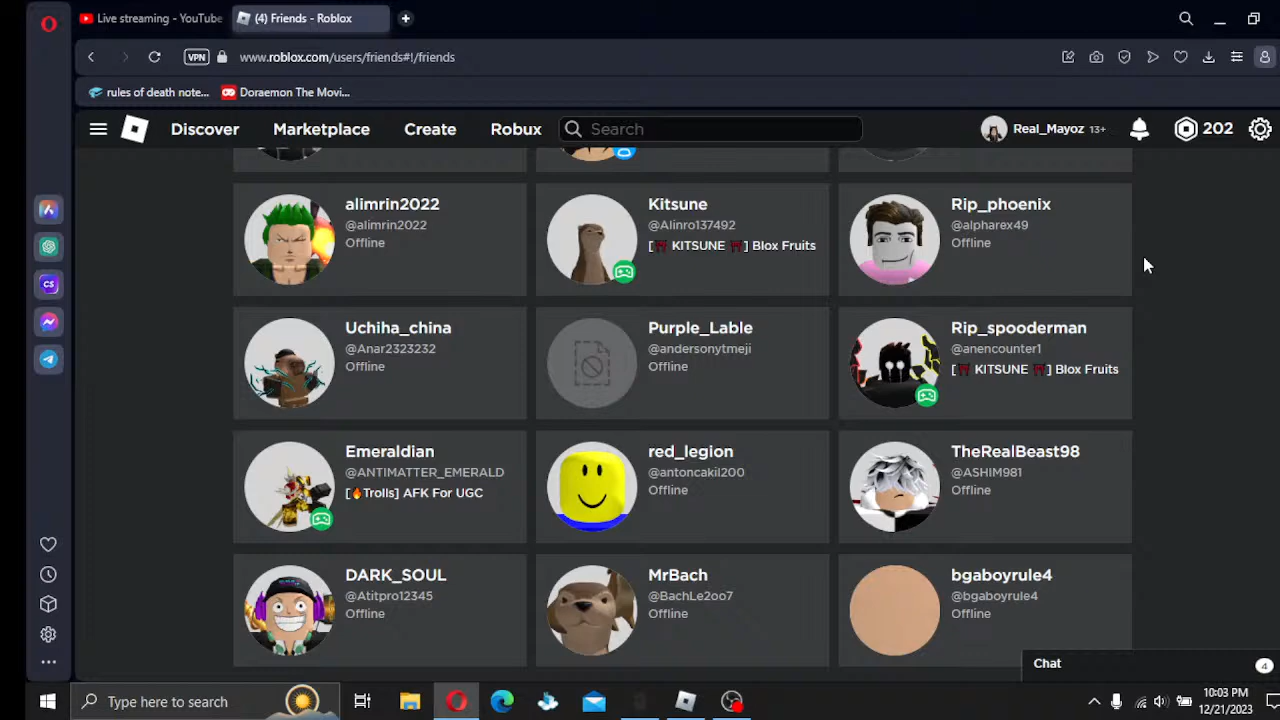 Live streaming - YouTube
(4) Friends - Roblox
VPN
www.roblox.com/users/friends#!/friends
rules of death note...
Doraemon The Movi...
Discover
Marketplace
Create
Robux
Search
Real_Mayoz 13+
202
alimrin2022
@alimrin2022
Offline
Kitsune
@Alinro137492
[🎀 KITSUNE 🎀] Blox Fruits
Rip_phoenix
@alpharex49
Offline
Uchiha_china
@Anar2323232
Offline
Purple_Lable
@andersonytmeji
Offline
Rip_spooderman
@anencounter1
[🎀 KITSUNE 🎀] Blox Fruits
Emeraldian
@ANTIMATTER_EMERALD
[🔥Trolls] AFK For UGC
red_legion
@antoncakil200
Offline
TheRealBeast98
@ASHIM981
Offline
DARK_SOUL
@Atitpro12345
Offline
MrBach
@BachLe2oo7
Offline
bgaboyrule4
@bgaboyrule4
Offline
CS
Chat
4
Type here to search
10:03 PM
12/21/2023